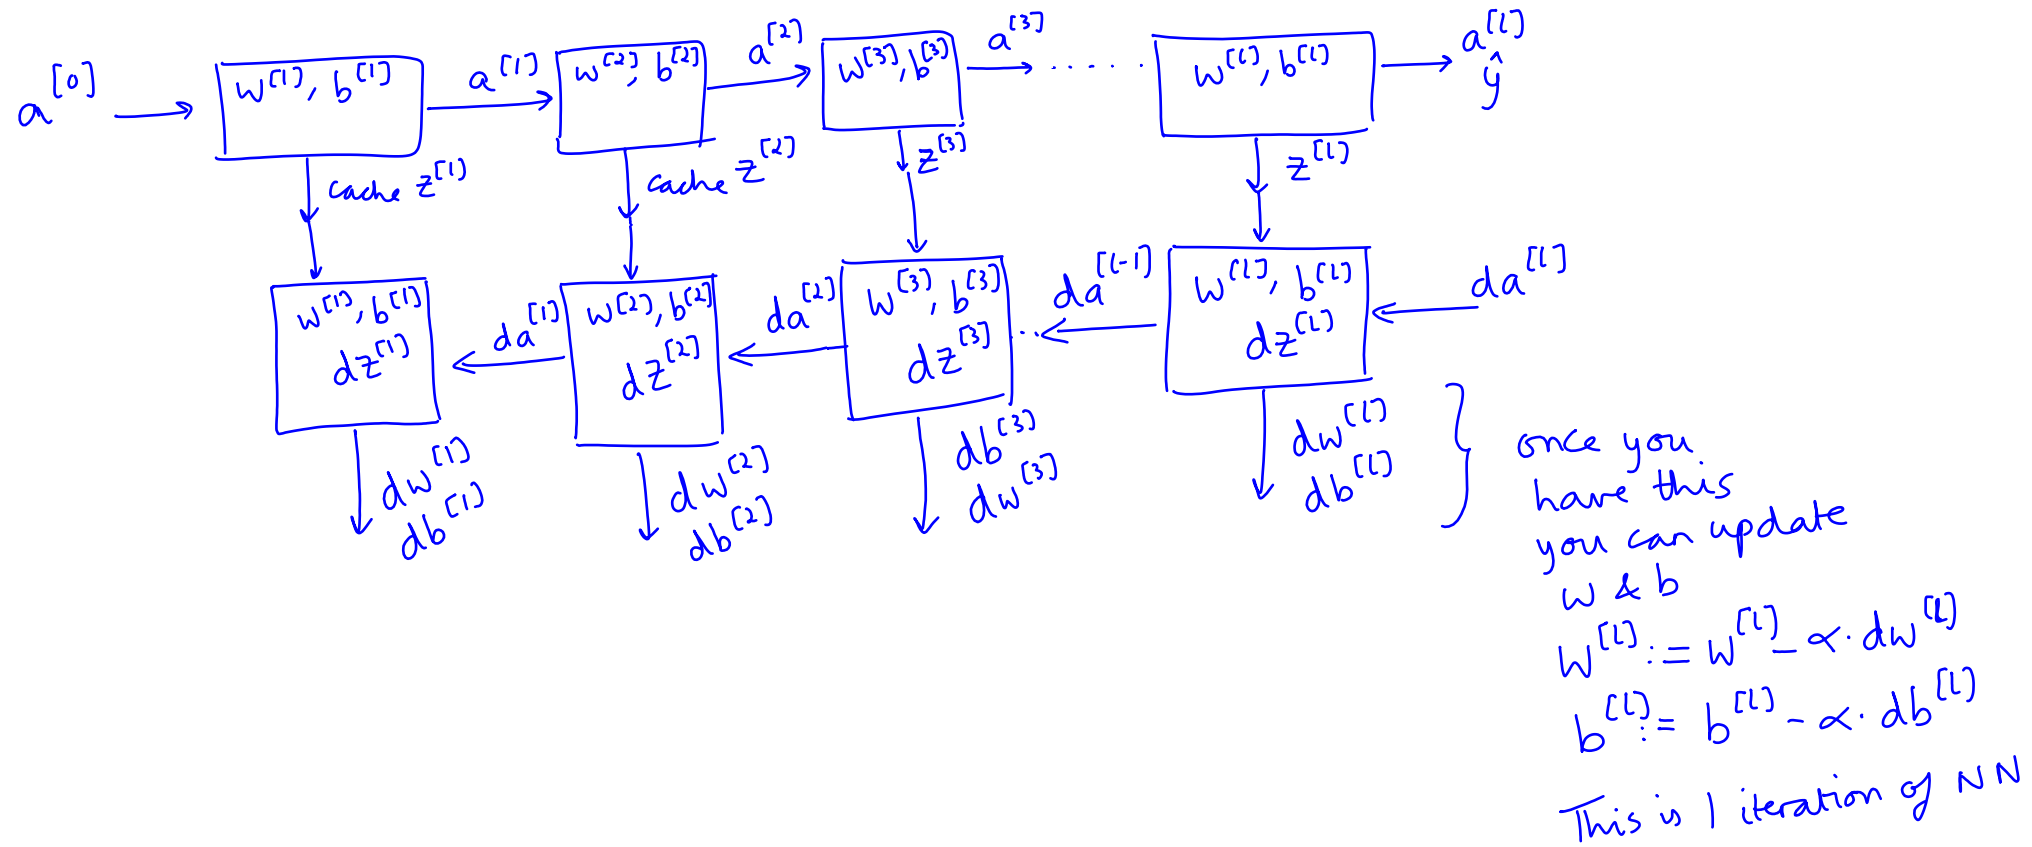 a^[0]
w^[1], b^[1]
a^[1]
w^[2], b^[2]
a^[2]
w^[3], b^[3]
a^[3]
. . . . . .
w^[l], b^[l]
a^[l]
ŷ
cache z^[1]
cache z^[2]
z^[3]
z^[l]
w^[1], b^[1]
dz^[1]
da^[1]
w^[2], b^[2]
dz^[2]
da^[2]
w^[3], b^[3]
dz^[3]
. .
da^[l-1]
w^[l], b^[l]
dz^[l]
da^[l]
dw^[1]
db^[1]
dw^[2]
db^[2]
db^[3]
dw^[3]
dw^[l]
db^[l]
once you
have this
you can update
w & b
w^[l] := w^[l] - α. dw^[l]
b^[l] := b^[l] - α. db^[l]
This is 1 iteration of NN